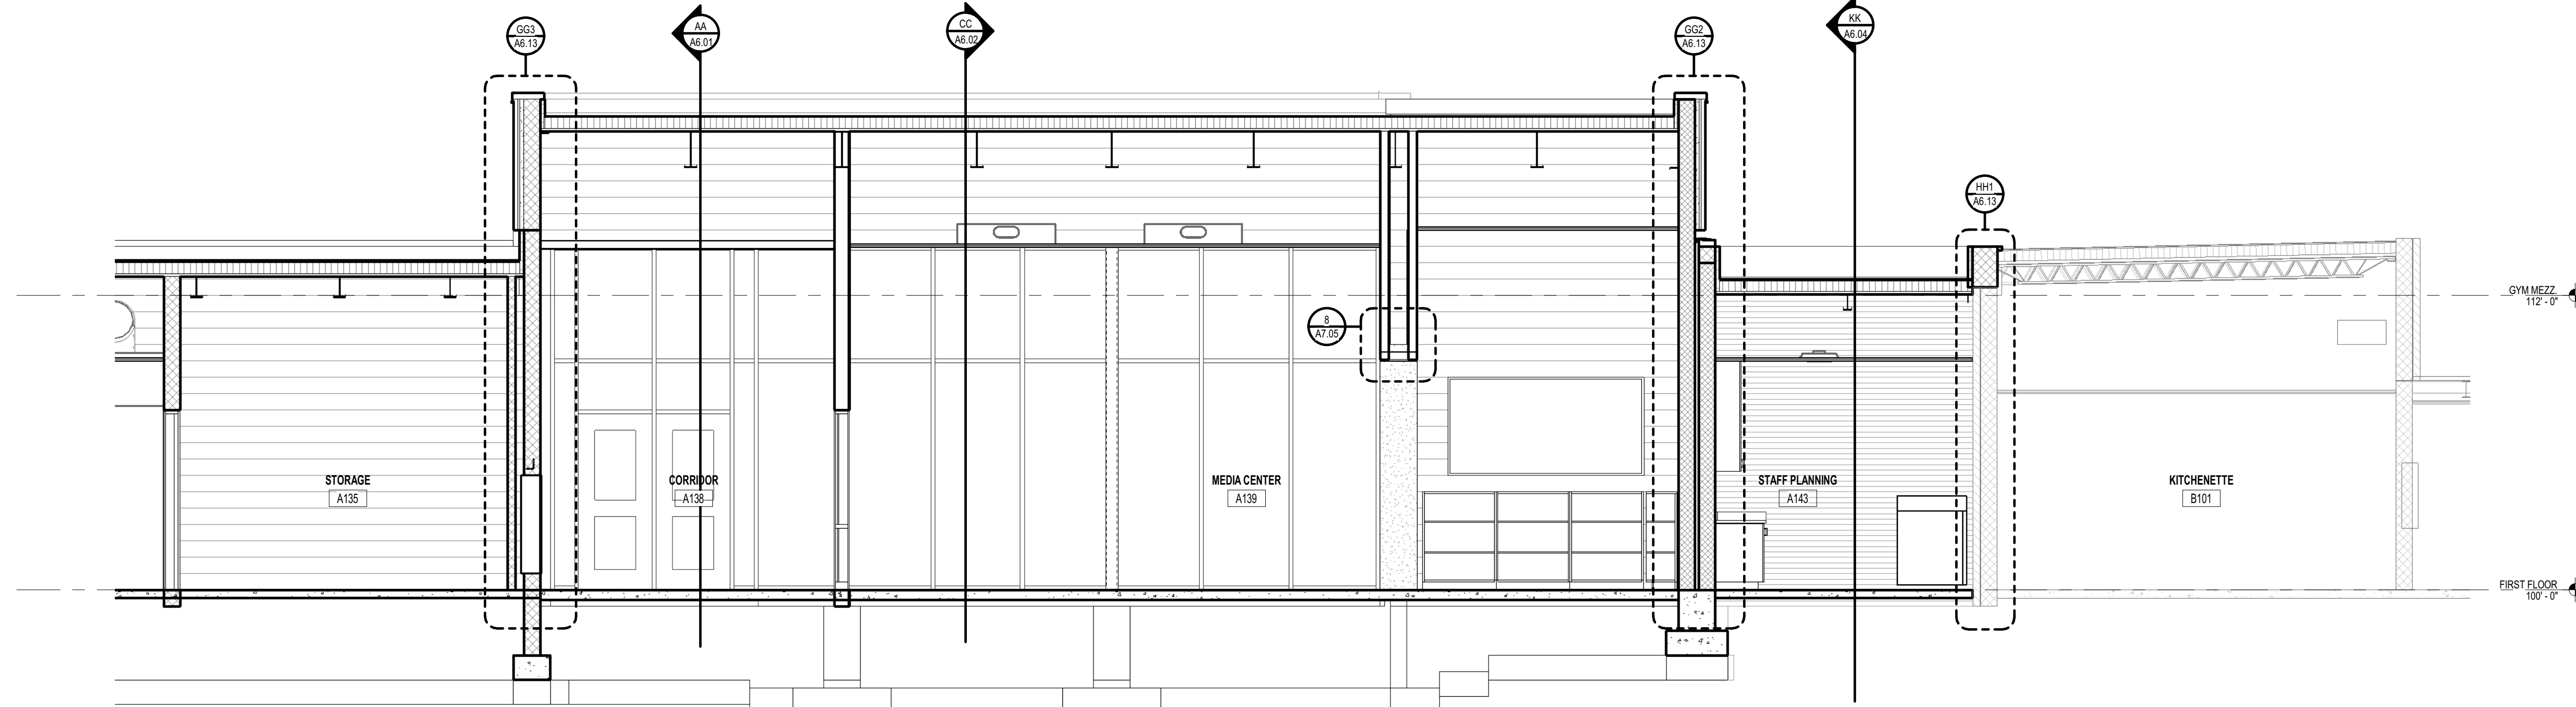 GG3
A6.13
AA
A6.01
CC
A6.02
GG2
A6.13
KK
A6.04
HH1
A6.13
GYM MEZZ.
112' - 0"
8
A7.05
STORAGE
A135
CORRIDOR
A138
MEDIA CENTER
A139
STAFF PLANNING
A143
KITCHENETTE
B101
FIRST FLOOR
100' - 0"